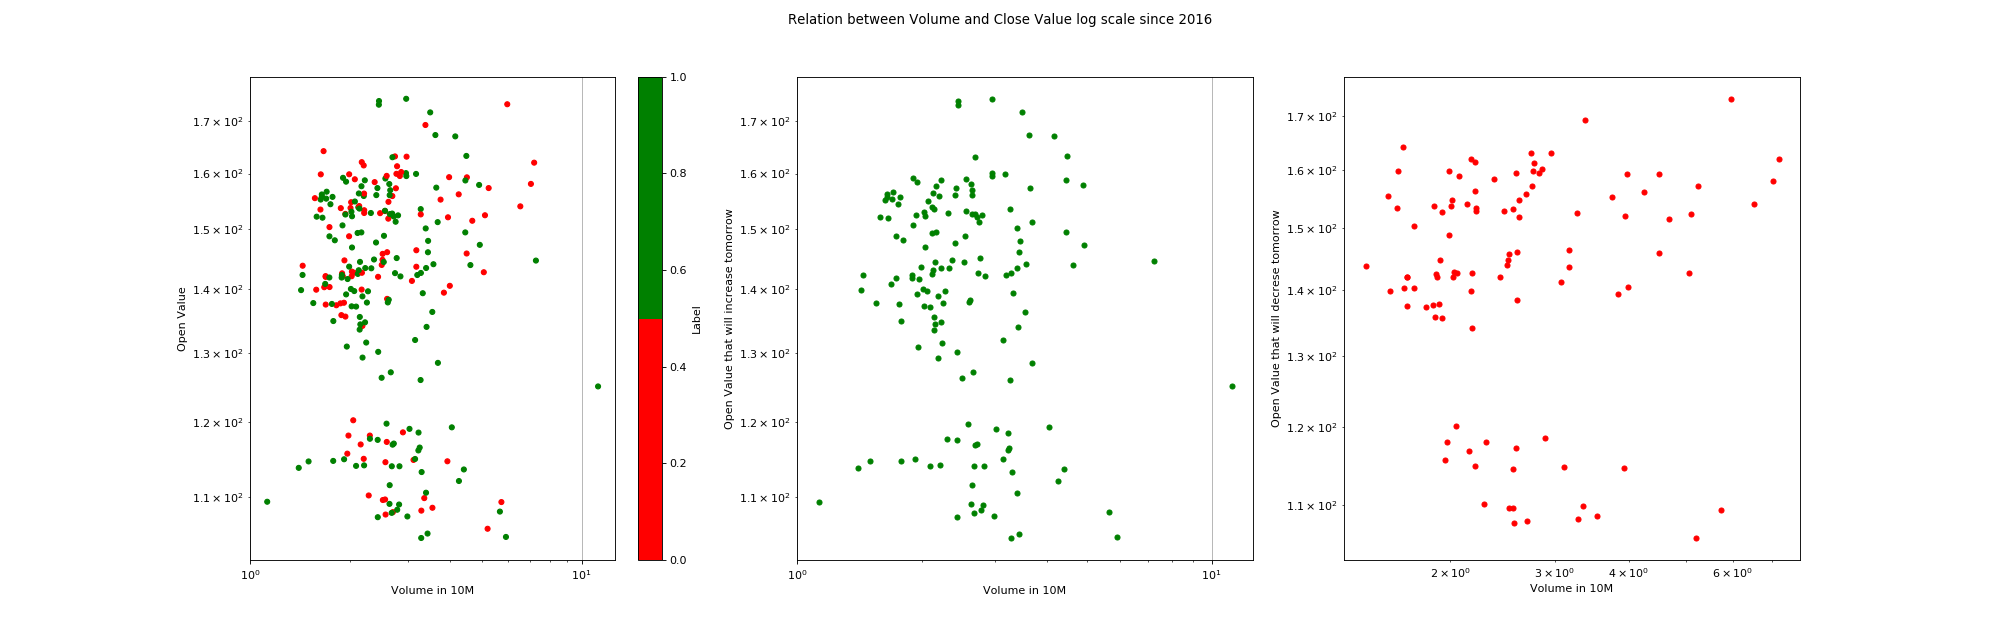 Relation between Volume and Close Value log scale since 2016
Open Value
1.7 × 10²
1.6 × 10²
1.5 × 10²
1.4 × 10²
1.3 × 10²
1.2 × 10²
1.1 × 10²
10⁰
10¹
Volume in 10M
1.0
0.8
0.6
0.4
0.2
0.0
Label
Open Value that will increase tomorrow
1.7 × 10²
1.6 × 10²
1.5 × 10²
1.4 × 10²
1.3 × 10²
1.2 × 10²
1.1 × 10²
10⁰
10¹
Volume in 10M
Open Value that will decrese tomorrow
1.7 × 10²
1.6 × 10²
1.5 × 10²
1.4 × 10²
1.3 × 10²
1.2 × 10²
1.1 × 10²
2 × 10⁰
3 × 10⁰
4 × 10⁰
6 × 10⁰
Volume in 10M